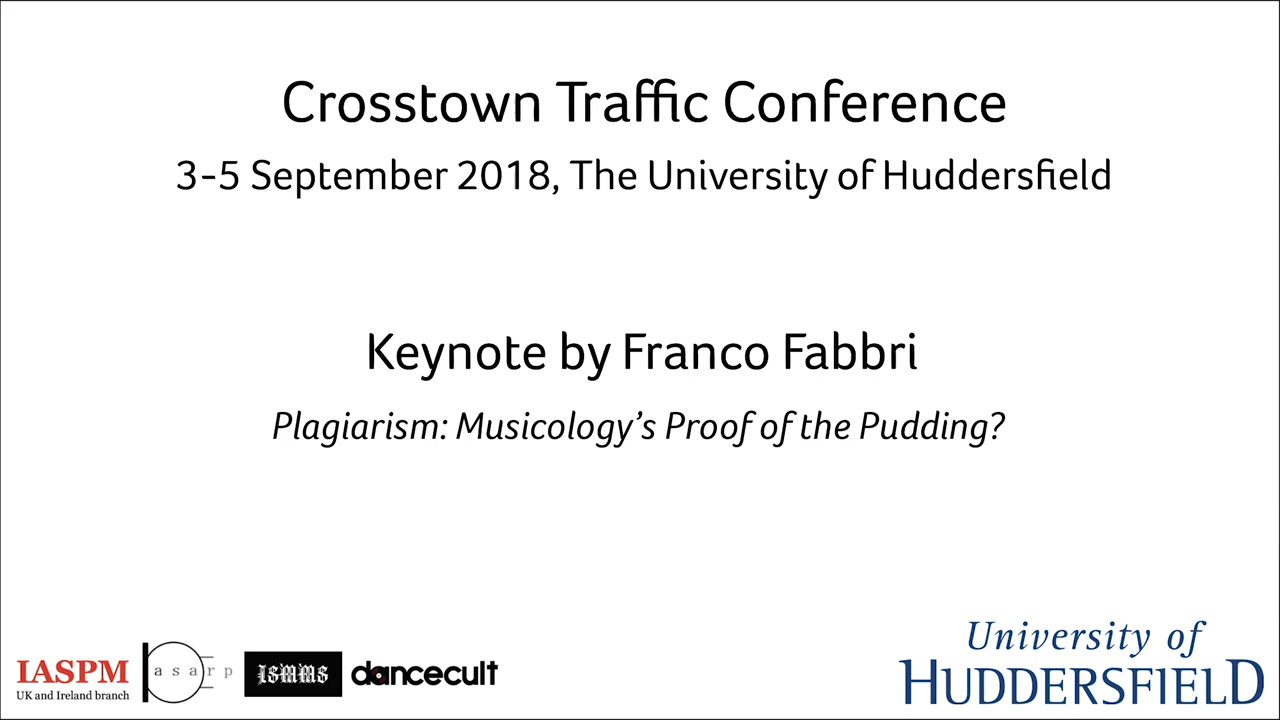 Crosstown Traffic Conference
3-5 September 2018, The University of Huddersfield
Keynote by Franco Fabbri
Plagiarism: Musicology’s Proof of the Pudding?
IASPM
UK and Ireland branch
asarp
ISMMS
dancecult
University of
HUDDERSFIELD